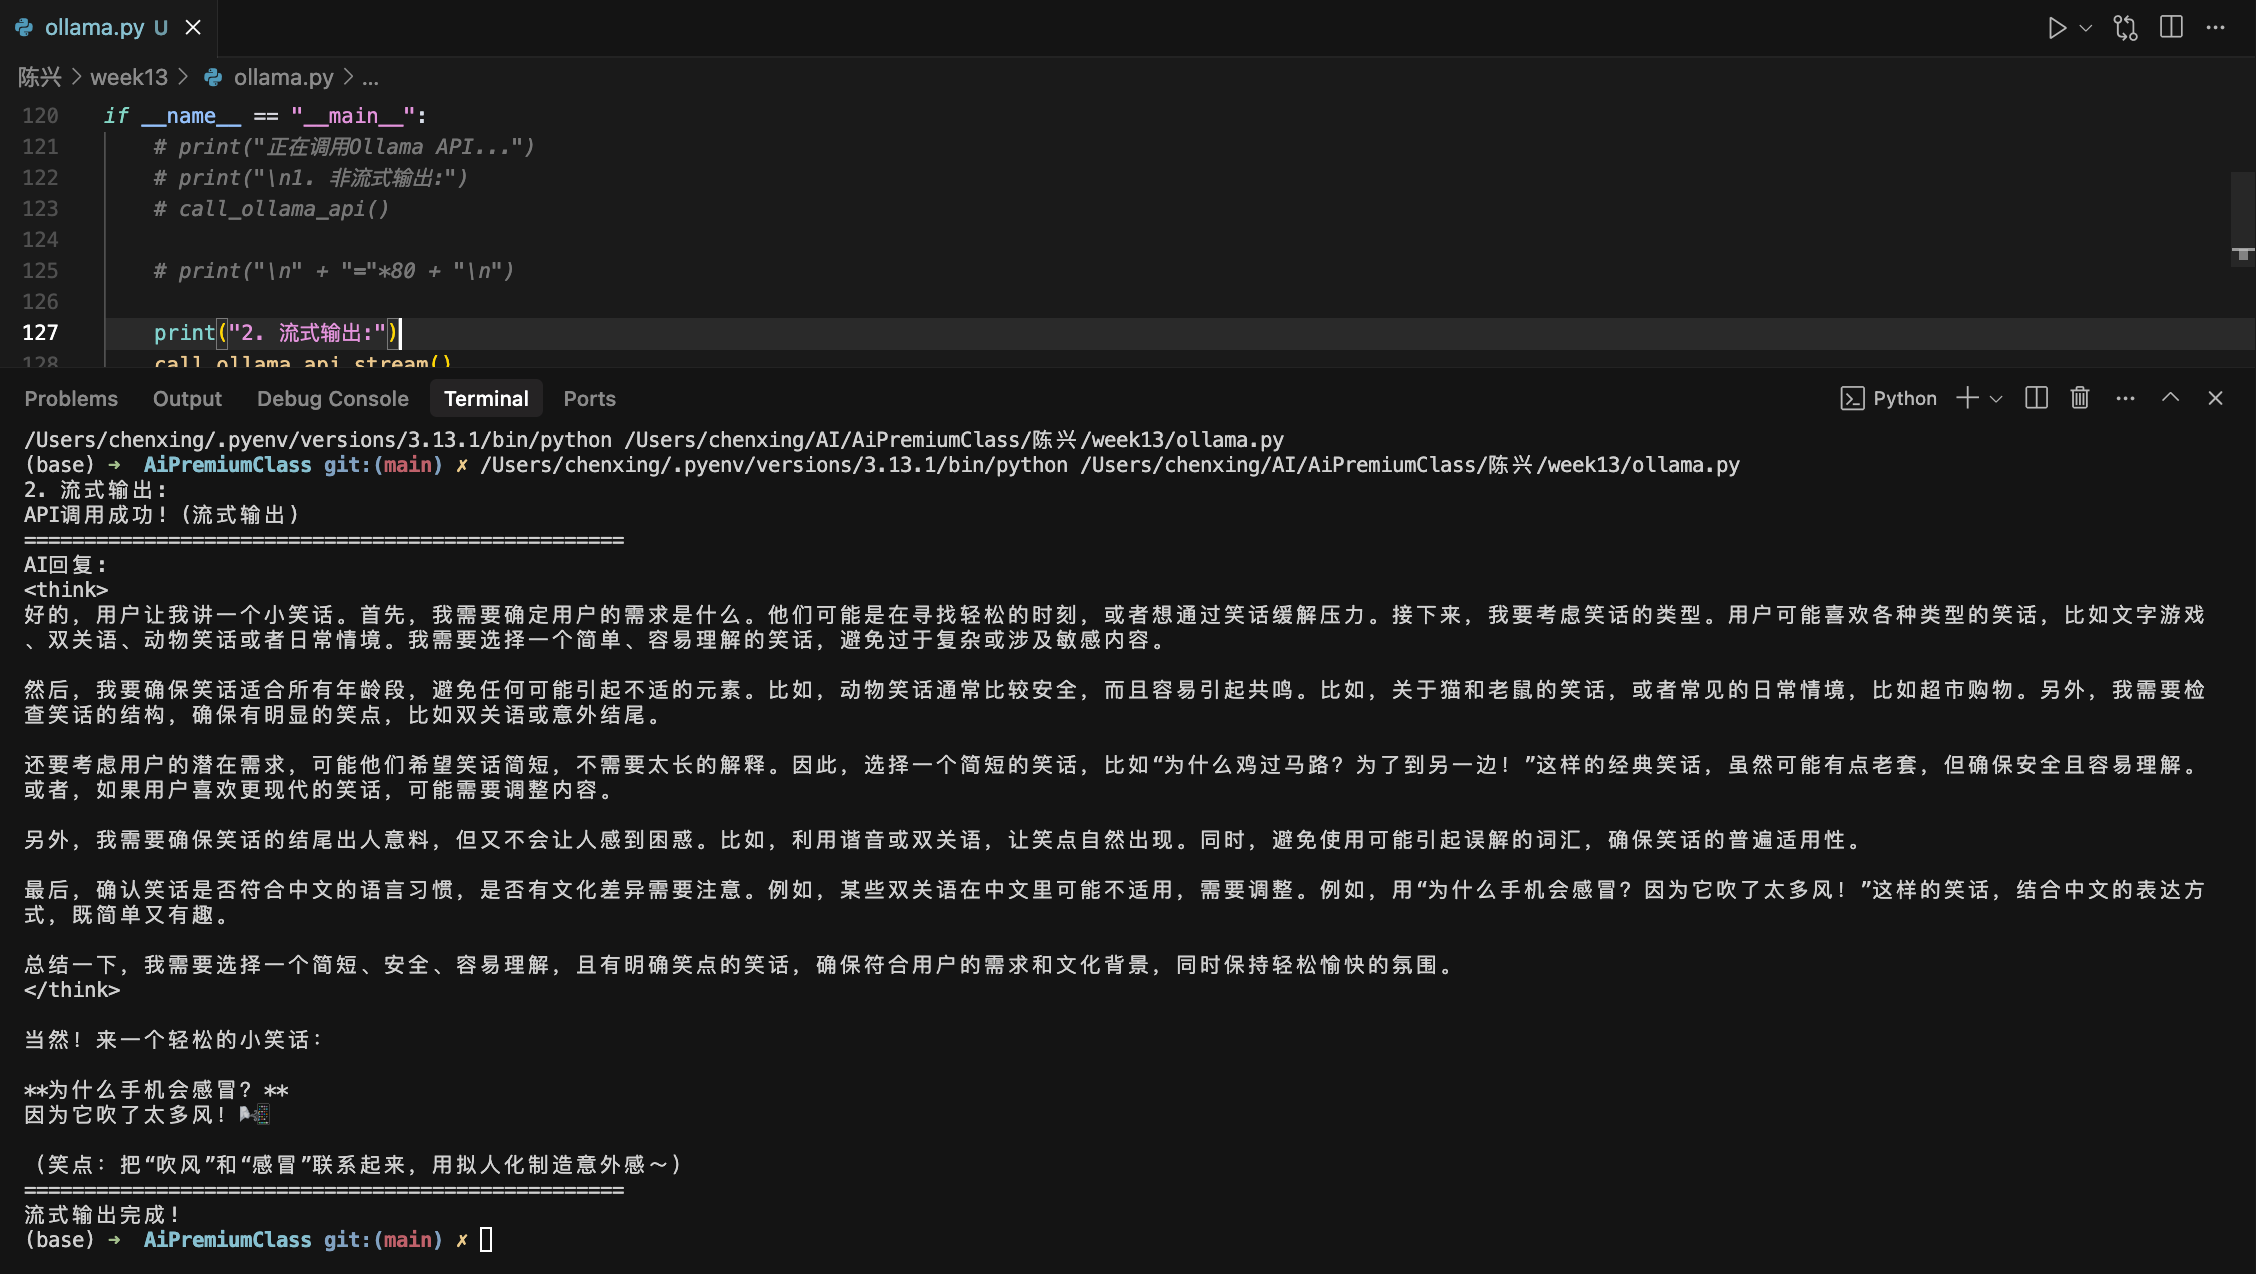 ollama.py U
陈兴 > week13 > ollama.py > ...
120 if __name__ == "__main__":
121 # print("正在调用Ollama API...")
122 # print("\n1. 非流式输出:")
123 # call_ollama_api()
124
125 # print("\n" + "="*80 + "\n")
126
127 print("2. 流式输出:")
128 call_ollama_api_stream()
Problems Output Debug Console Terminal Ports Python
/Users/chenxing/.pyenv/versions/3.13.1/bin/python /Users/chenxing/AI/AiPremiumClass/陈兴/week13/ollama.py
(base) ➜ AiPremiumClass git:(main) ✗ /Users/chenxing/.pyenv/versions/3.13.1/bin/python /Users/chenxing/AI/AiPremiumClass/陈兴/week13/ollama.py
2. 流式输出:
API调用成功！(流式输出)
==================================================
AI回复:
<think>
好的，用户让我讲一个小笑话。首先，我需要确定用户的需求是什么。他们可能是在寻找轻松的时刻，或者想通过笑话缓解压力。接下来，我要考虑笑话的类型。用户可能喜欢各种类型的笑话，比如文字游戏
、双关语、动物笑话或者日常情境。我需要选择一个简单、容易理解的笑话，避免过于复杂或涉及敏感内容。
然后，我要确保笑话适合所有年龄段，避免任何可能引起不适的元素。比如，动物笑话通常比较安全，而且容易引起共鸣。比如，关于猫和老鼠的笑话，或者常见的日常情境，比如超市购物。另外，我需要检
查笑话的结构，确保有明显的笑点，比如双关语或意外结尾。
还要考虑用户的潜在需求，可能他们希望笑话简短，不需要太长的解释。因此，选择一个简短的笑话，比如“为什么鸡过马路？为了到另一边！”这样的经典笑话，虽然可能有点老套，但确保安全且容易理解。
或者，如果用户喜欢更现代的笑话，可能需要调整内容。
另外，我需要确保笑话的结尾出人意料，但又不会让人感到困惑。比如，利用谐音或双关语，让笑点自然出现。同时，避免使用可能引起误解的词汇，确保笑话的普遍适用性。
最后，确认笑话是否符合中文的语言习惯，是否有文化差异需要注意。例如，某些双关语在中文里可能不适用，需要调整。例如，用“为什么手机会感冒？因为它吹了太多风！”这样的笑话，结合中文的表达方
式，既简单又有趣。
总结一下，我需要选择一个简短、安全、容易理解，且有明确笑点的笑话，确保符合用户的需求和文化背景，同时保持轻松愉快的氛围。
</think>
当然！来一个轻松的小笑话：
**为什么手机会感冒？**
因为它吹了太多风！🌬️📱
（笑点：把“吹风”和“感冒”联系起来，用拟人化制造意外感～）
==================================================
流式输出完成！
(base) ➜ AiPremiumClass git:(main) ✗